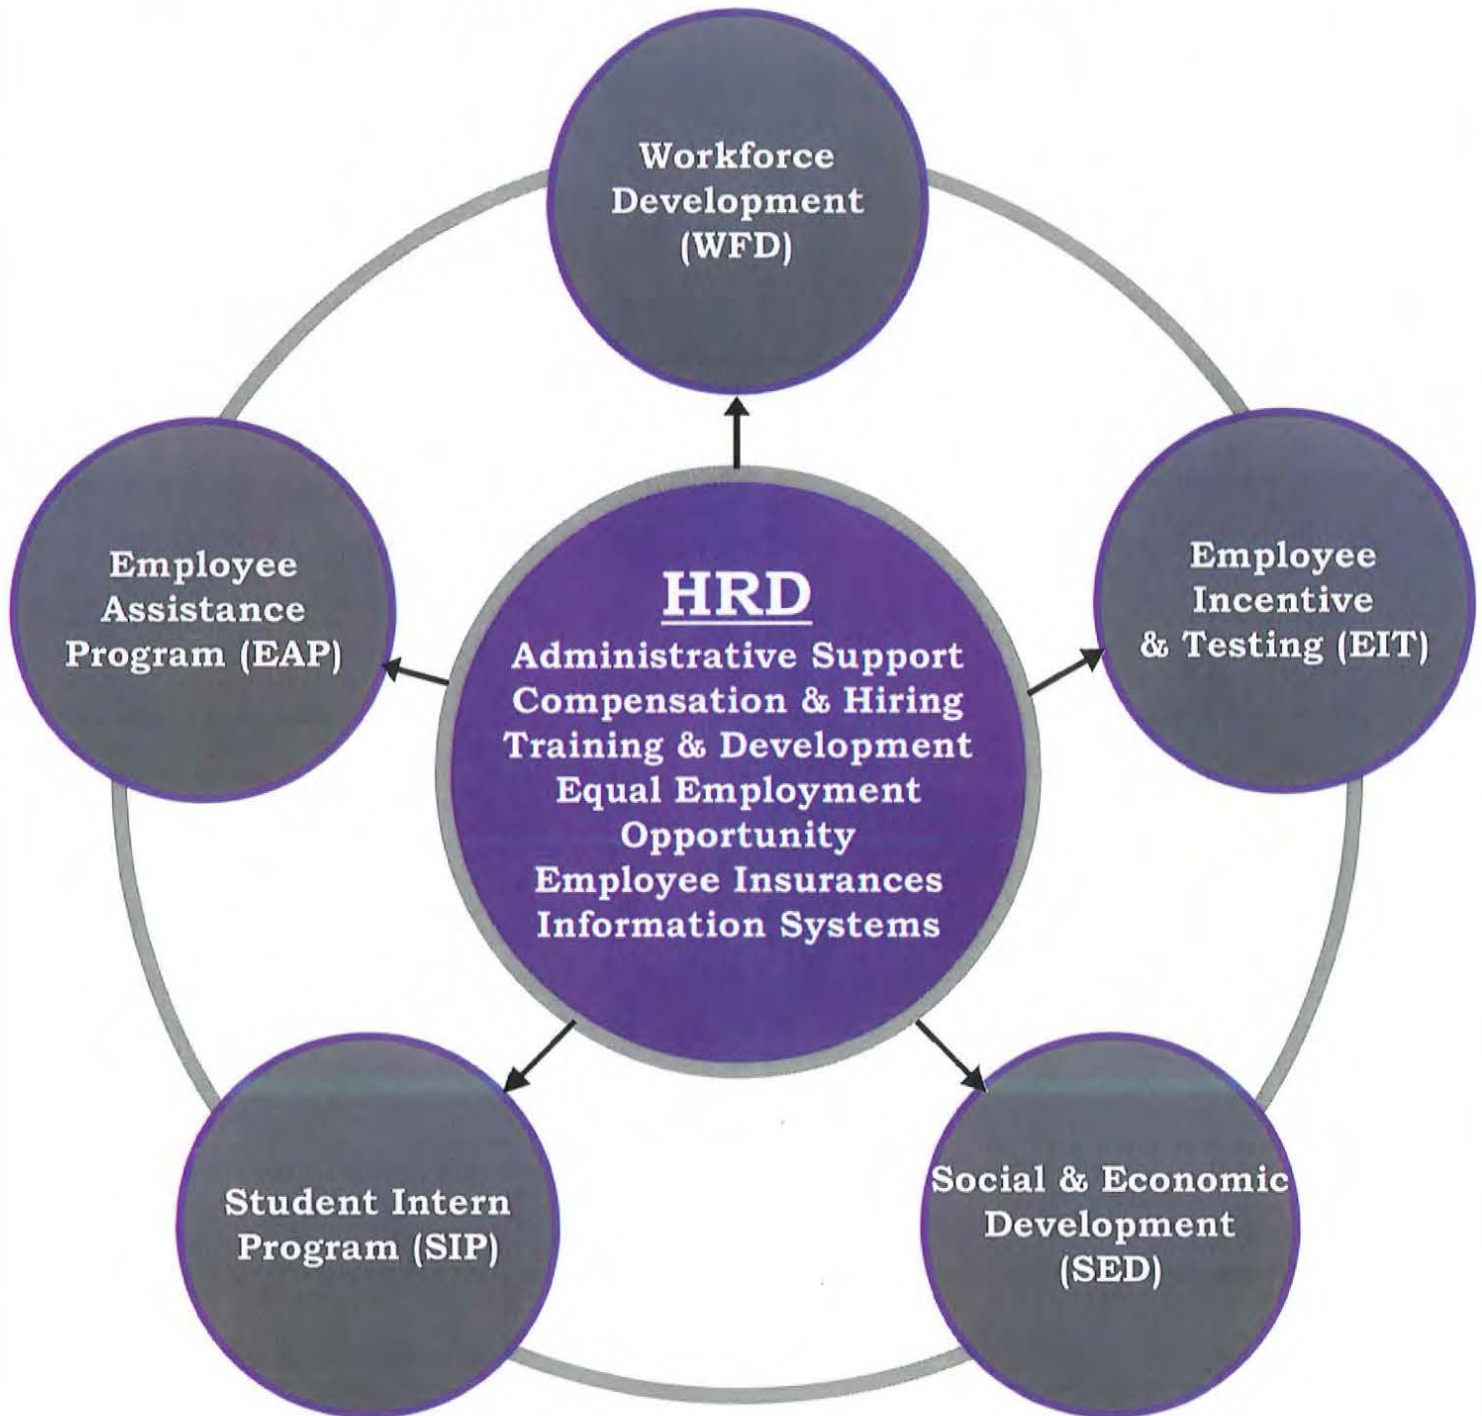 Workforce
Development
(WFD)
Employee
Assistance
Program (EAP)
Employee
Incentive
& Testing (EIT)
HRD
Administrative Support
Compensation & Hiring
Training & Development
Equal Employment
Opportunity
Employee Insurances
Information Systems
Student Intern
Program (SIP)
Social & Economic
Development
(SED)